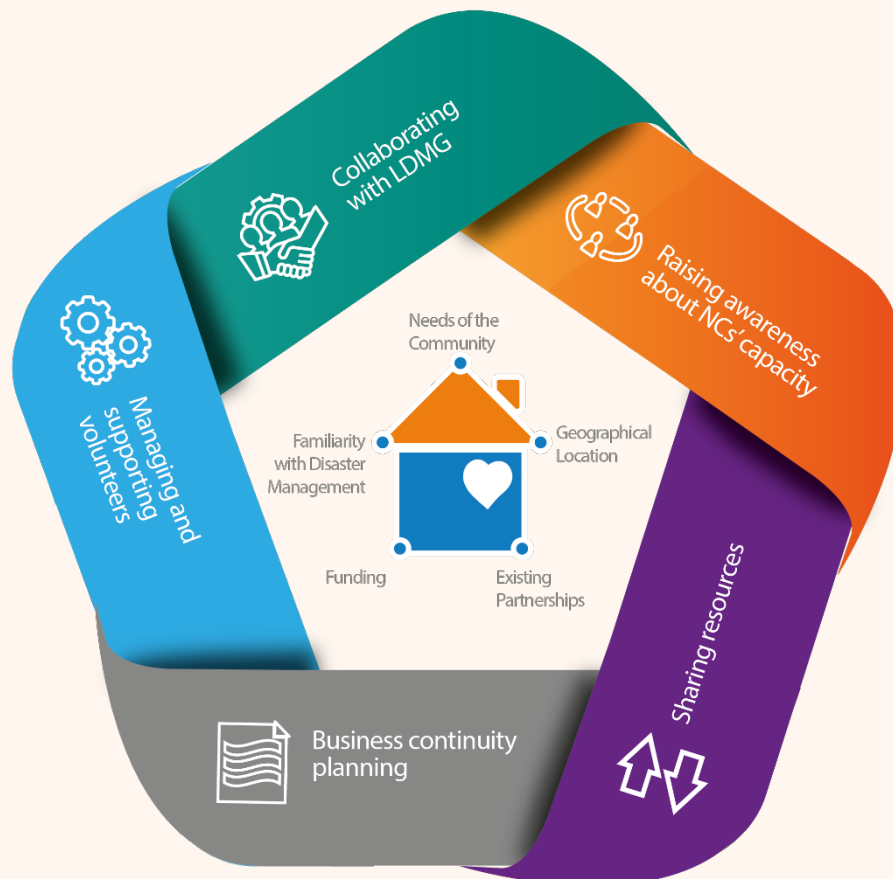 Collaborating
with LDMG
Raising awareness
about NCs' capacity
Sharing resources
Business continuity
planning
Managing and
supporting
volunteers
Needs of the
Community
Geographical
Location
Existing
Partnerships
Funding
Familiarity
with Disaster
Management